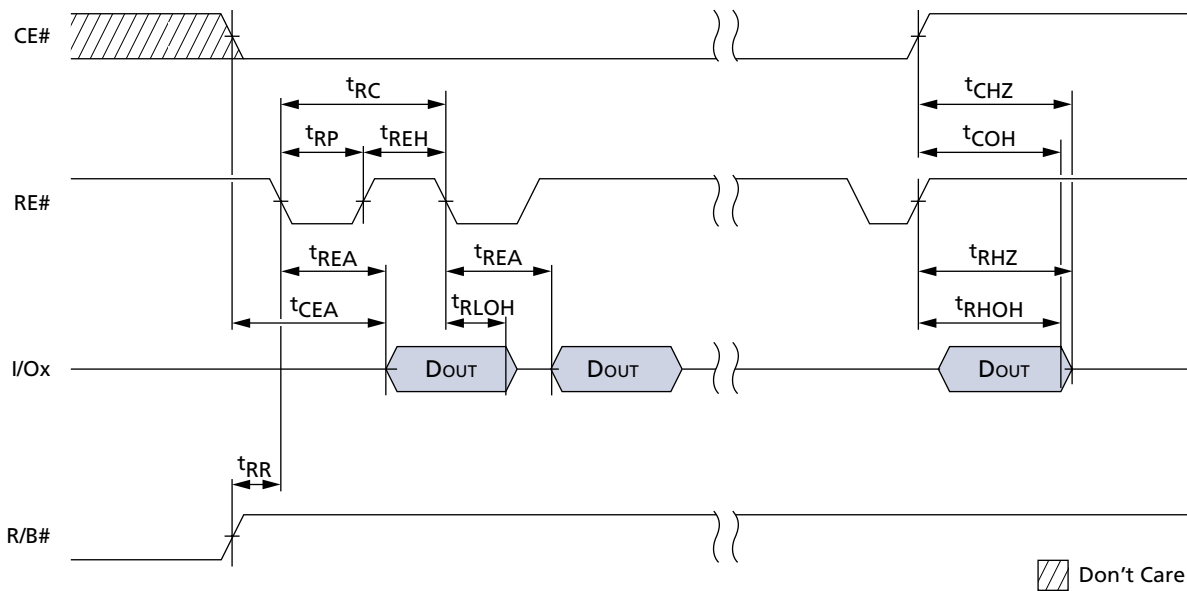 CE#
tRC
tCHZ
tRP
tREH
tCOH
RE#
tREA
tREA
tRHZ
tCEA
tRLOH
tRHOH
I/Ox
DOUT
DOUT
DOUT
tRR
R/B#
Don't Care